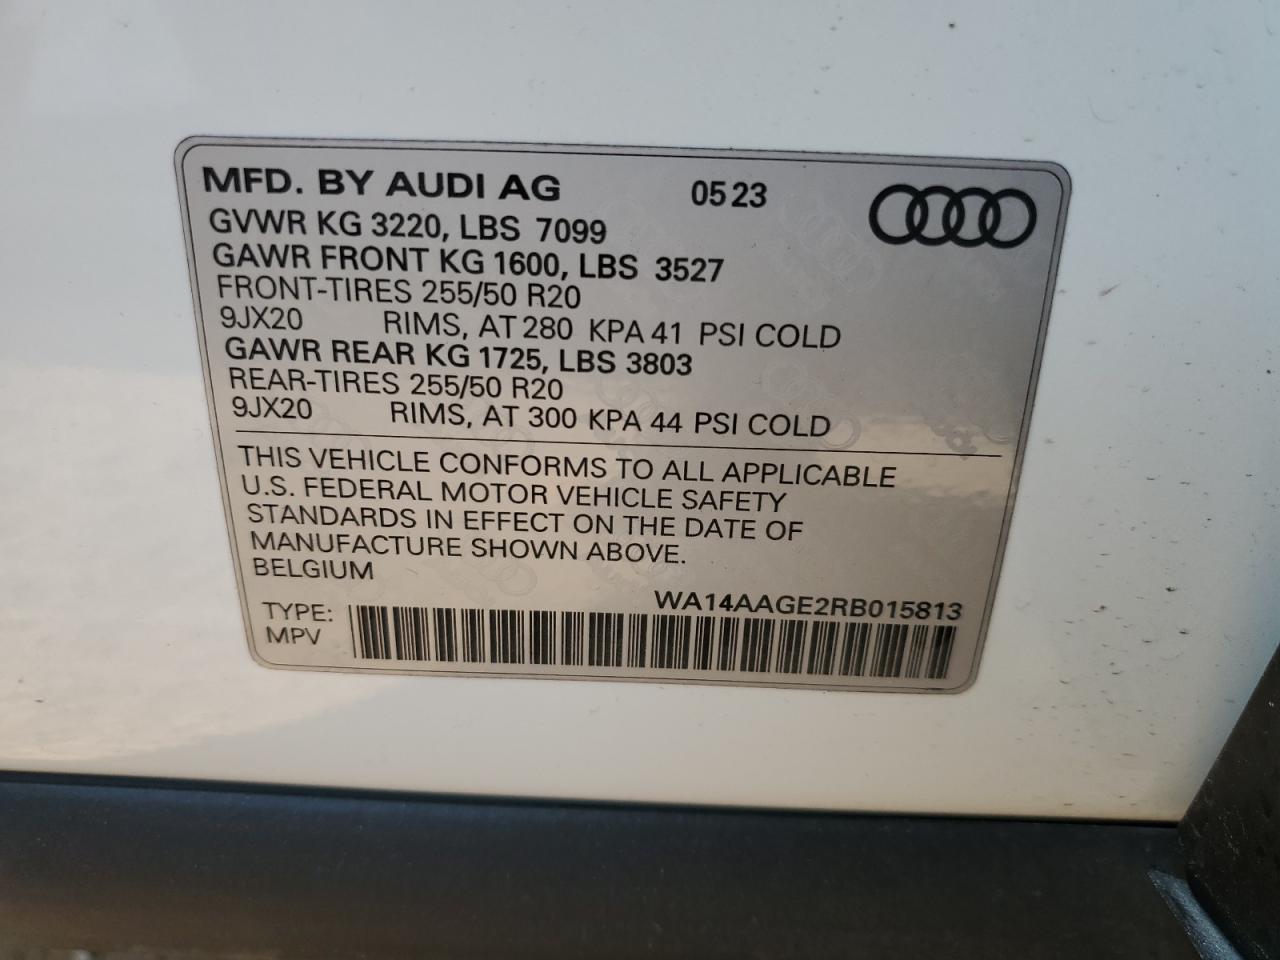 MFD. BY AUDI AG 05 23
GVWR KG 3220, LBS 7099
GAWR FRONT KG 1600, LBS 3527
FRONT-TIRES 255/50 R20
9JX20 RIMS, AT 280 KPA 41 PSI COLD
GAWR REAR KG 1725, LBS 3803
REAR-TIRES 255/50 R20
9JX20 RIMS, AT 300 KPA 44 PSI COLD
THIS VEHICLE CONFORMS TO ALL APPLICABLE
U.S. FEDERAL MOTOR VEHICLE SAFETY
STANDARDS IN EFFECT ON THE DATE OF
MANUFACTURE SHOWN ABOVE.
BELGIUM
WA14AAGE2RB015813
TYPE:
MPV